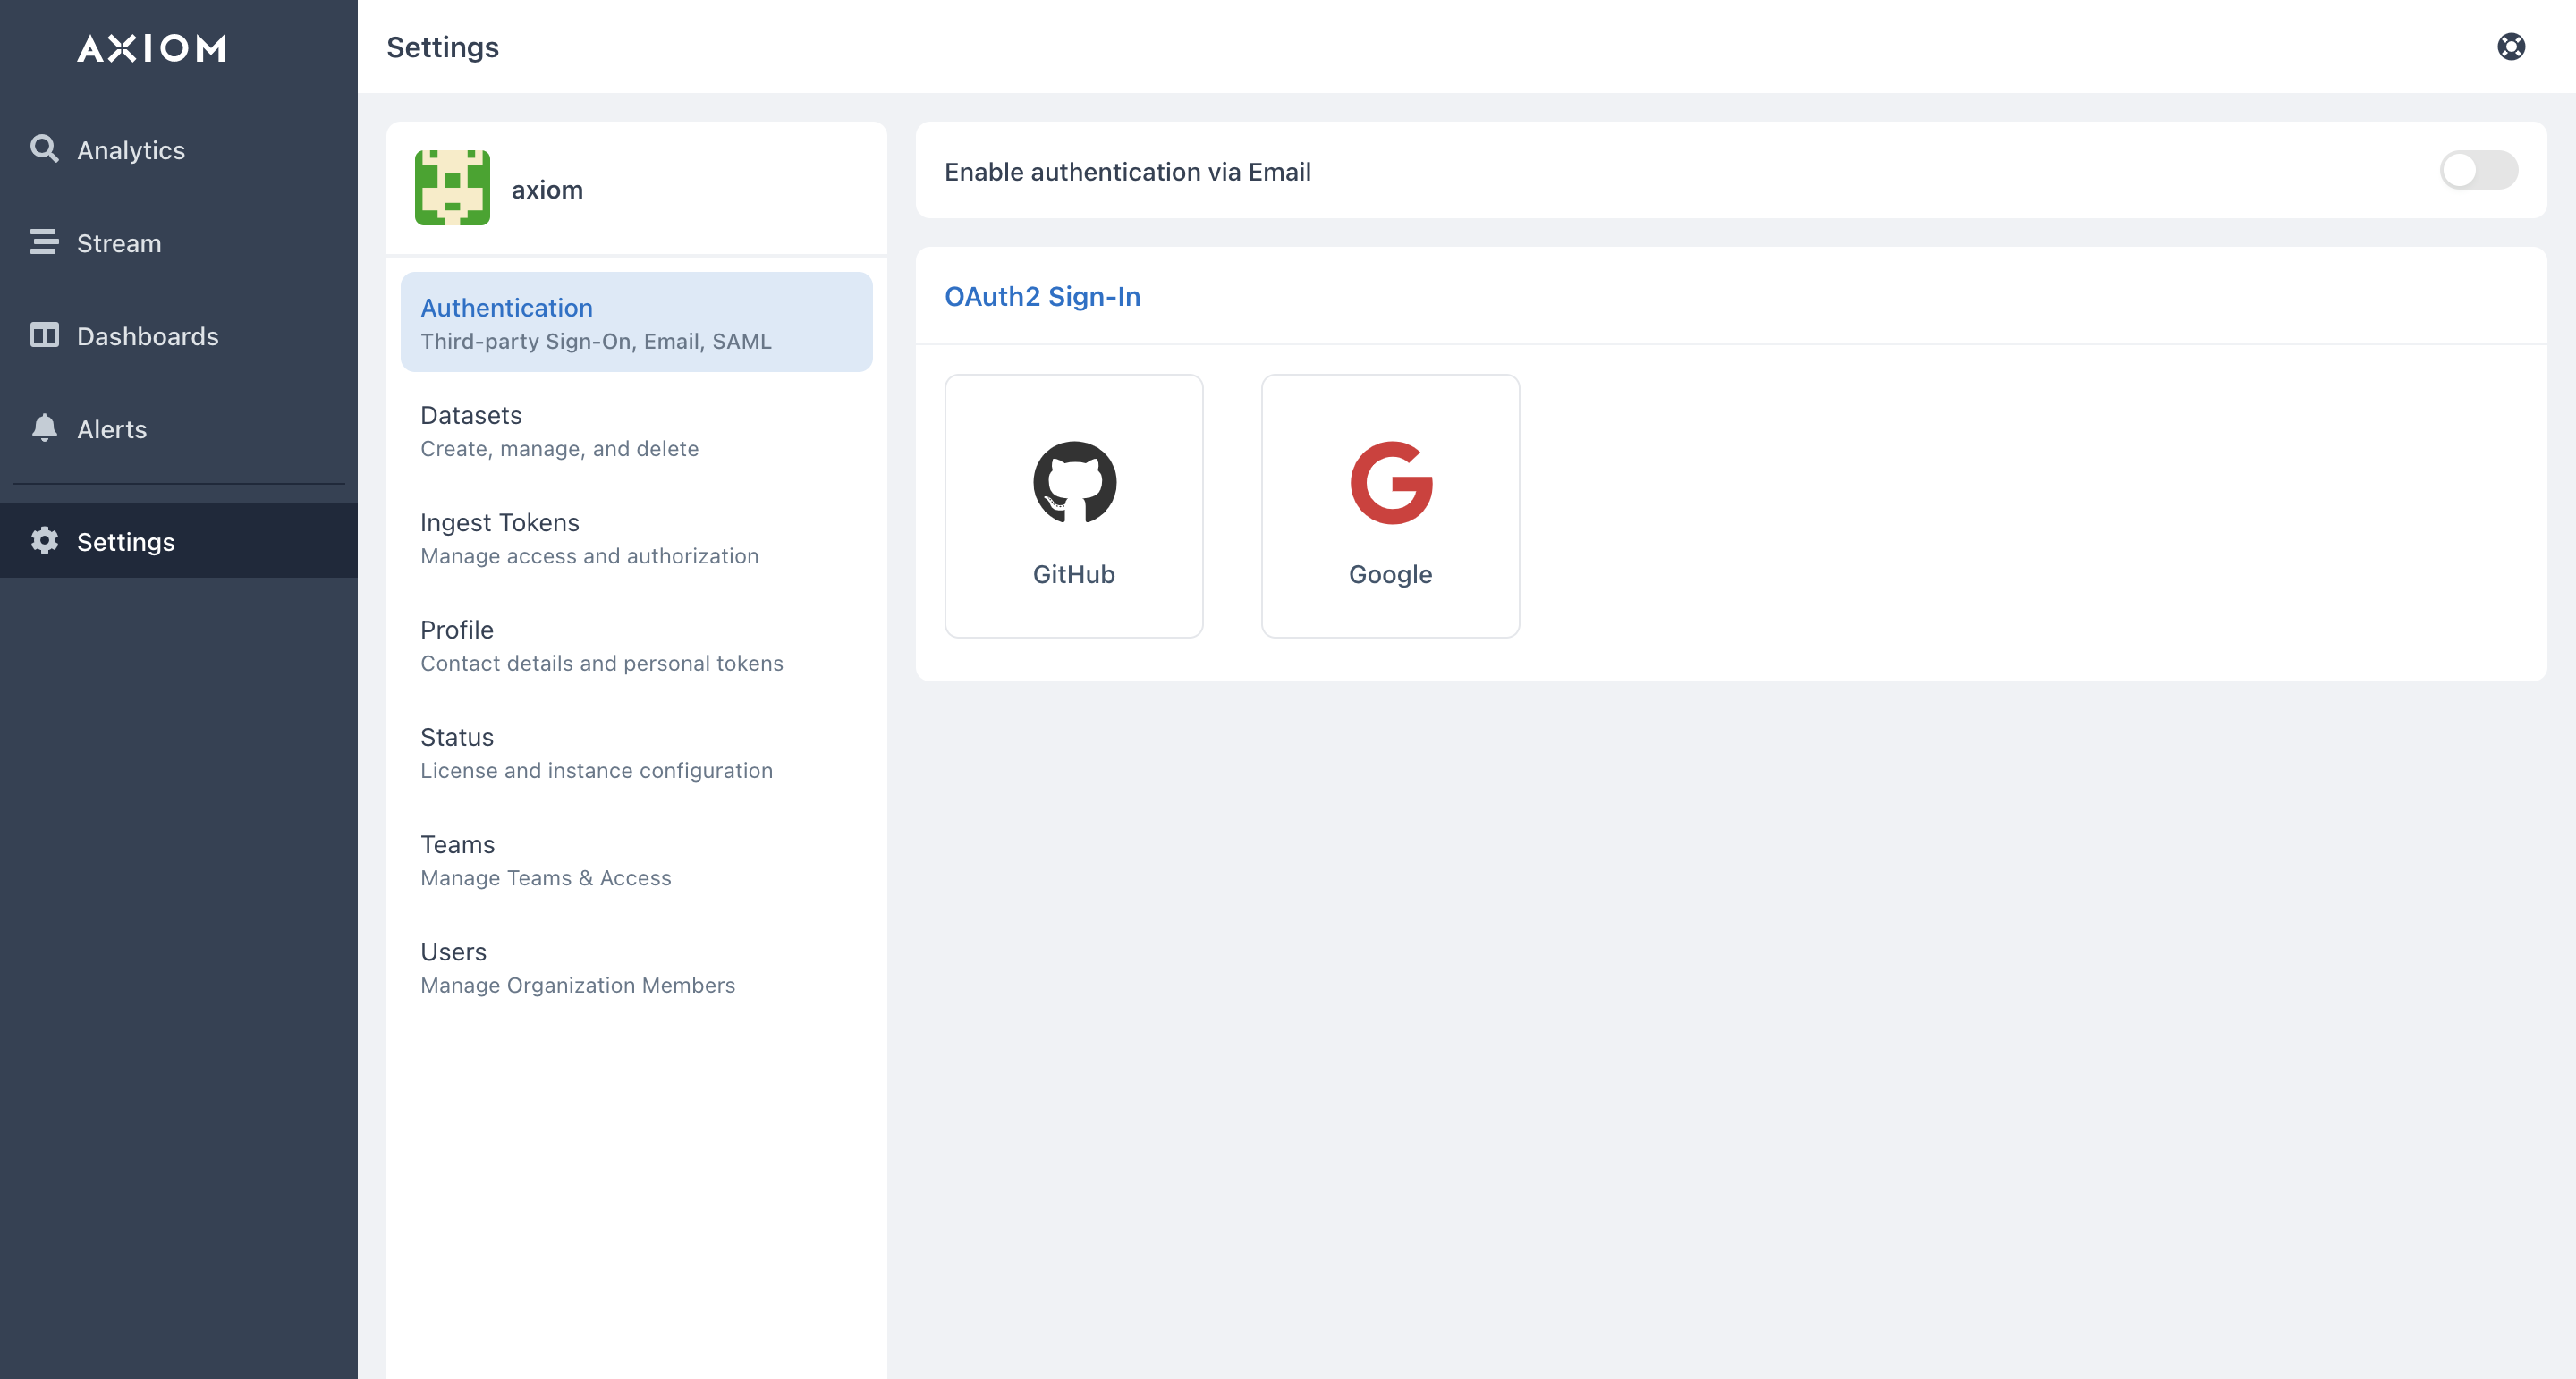 AXIOM
Analytics
Stream
Dashboards
Alerts
Settings
Settings
axiom
Authentication
Third-party Sign-On, Email, SAML
Datasets
Create, manage, and delete
Ingest Tokens
Manage access and authorization
Profile
Contact details and personal tokens
Status
License and instance configuration
Teams
Manage Teams & Access
Users
Manage Organization Members
Enable authentication via Email
OAuth2 Sign-In
GitHub
Google